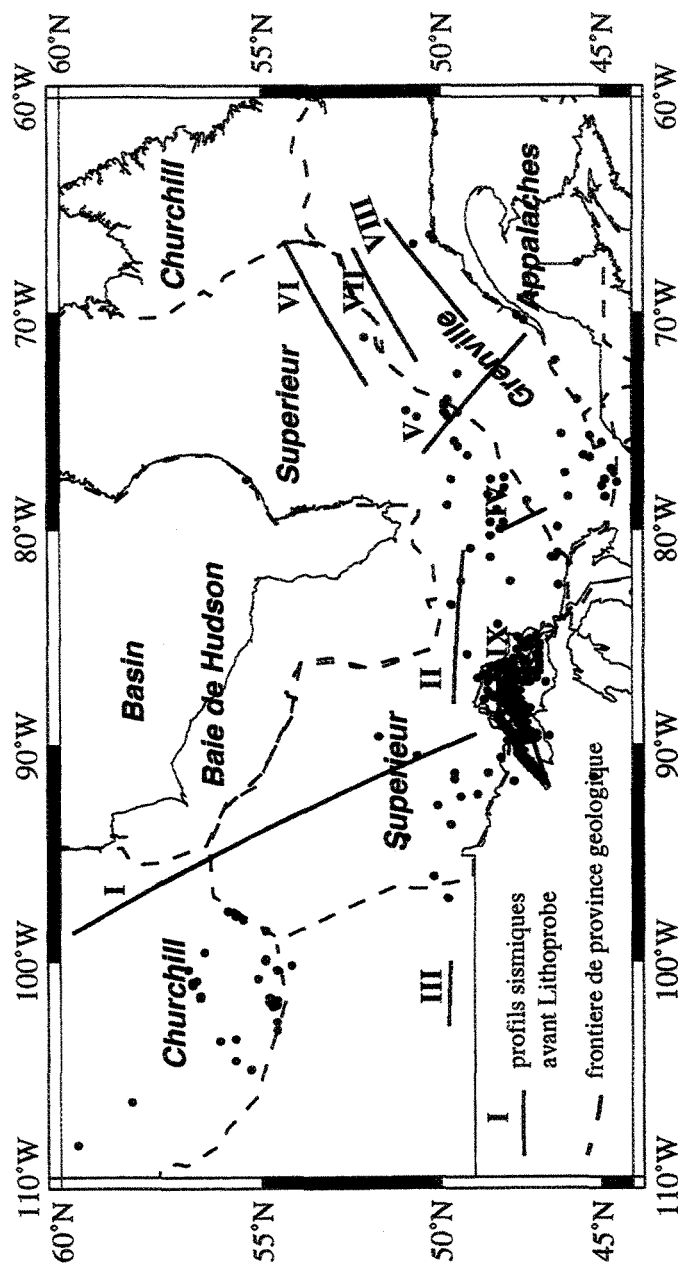 110˚W
100˚W
90˚W
80˚W
70˚W
60˚W
60˚N
60˚N
Churchill
I
Basin
Baie de Hudson
Superieur
Churchill
VI
55˚N
55˚N
VII
VIII
III
Superieur
II
V
Grenville
50˚N
50˚N
IX
IV
Appalaches
I
profils sismiques
avant Lithoprobe
frontiere de province geologique
45˚N
45˚N
110˚W
100˚W
90˚W
80˚W
70˚W
60˚W